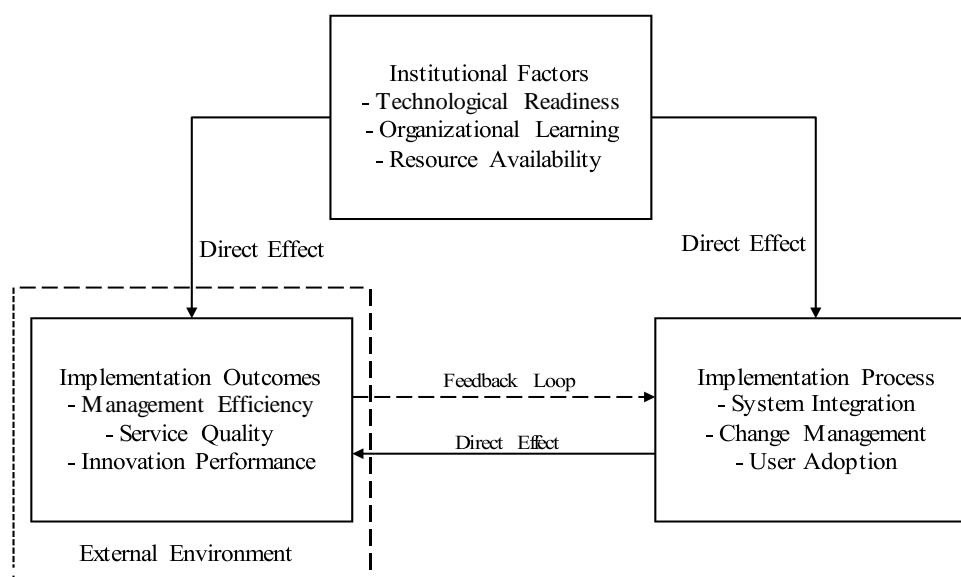 Institutional Factors
- Technological Readiness
- Organizational Learning
- Resource Availability
Direct Effect
Direct Effect
Implementation Outcomes
- Management Efficiency
- Service Quality
- Innovation Performance
Feedback Loop
Direct Effect
Implementation Process
- System Integration
- Change Management
- User Adoption
External Environment